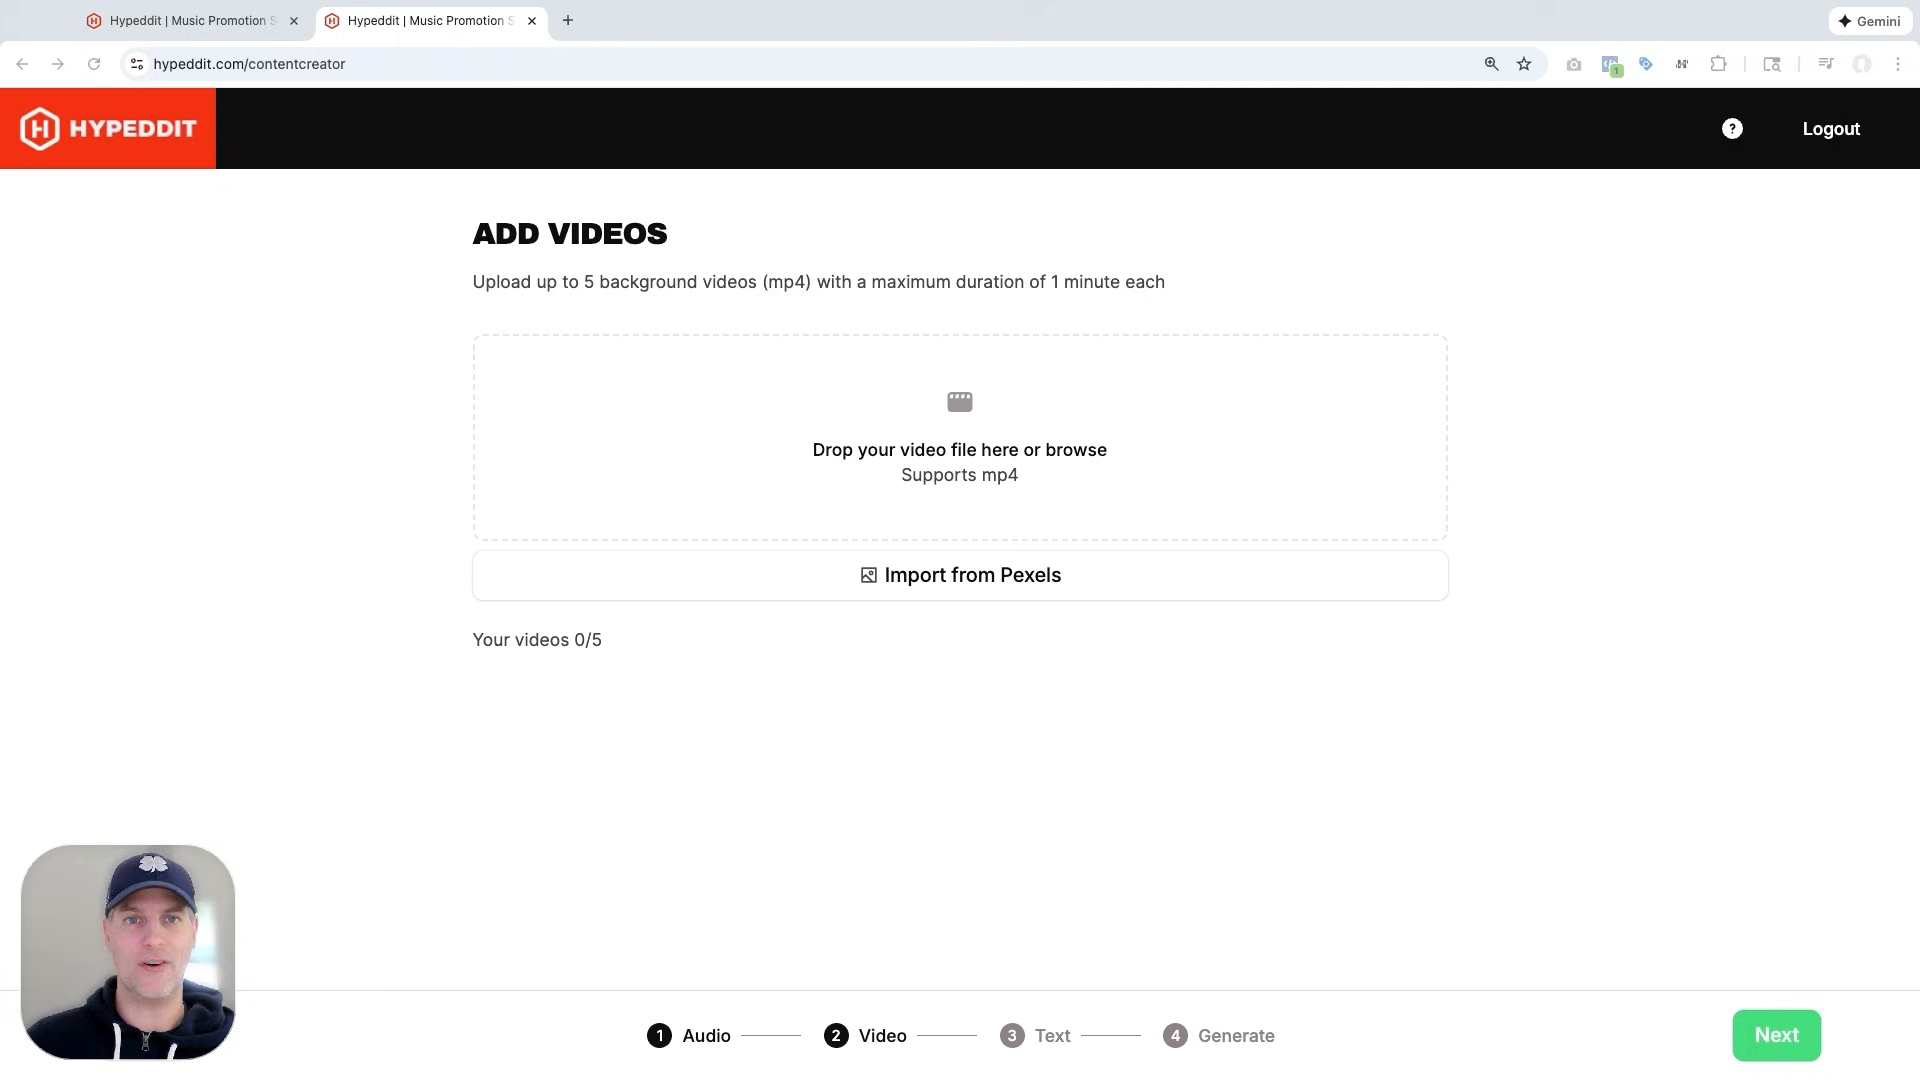 Hypeddit | Music Promotion S
Hypeddit | Music Promotion S
Gemini
hypeddit.com/contentcreator
1
HYPEDDIT
?
Logout
ADD VIDEOS
Upload up to 5 background videos (mp4) with a maximum duration of 1 minute each
Drop your video file here or browse
Supports mp4
Import from Pexels
Your videos 0/5
1 Audio
2 Video
3 Text
4 Generate
Next